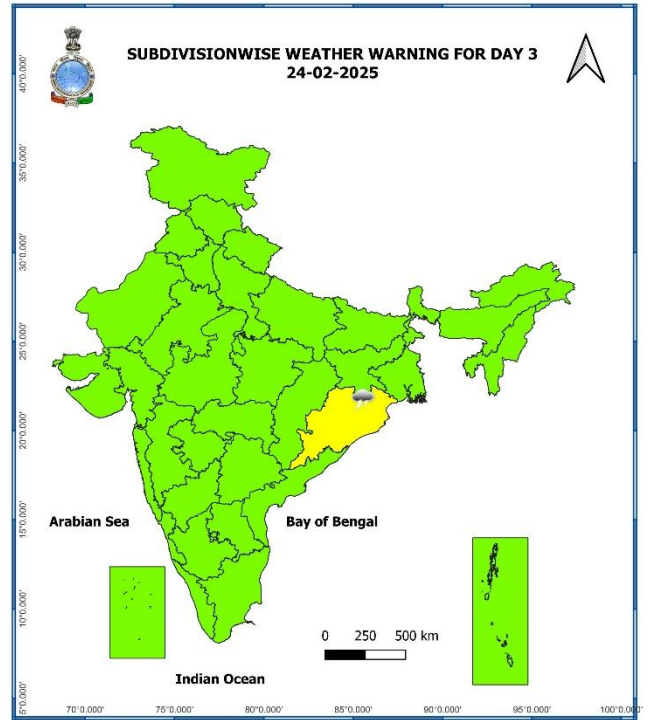 SUBDIVISIONWISE WEATHER WARNING FOR DAY 3
24-02-2025
40°0.000'
35°0.000'
30°0.000'
25°0.000'
20°0.000'
15°0.000'
10°0.000'
5°0.000'
Arabian Sea
Bay of Bengal
0 250 500 km
Indian Ocean
70°0.000' 75°0.000' 80°0.000' 85°0.000' 90°0.000' 95°0.000' 100°0.000'